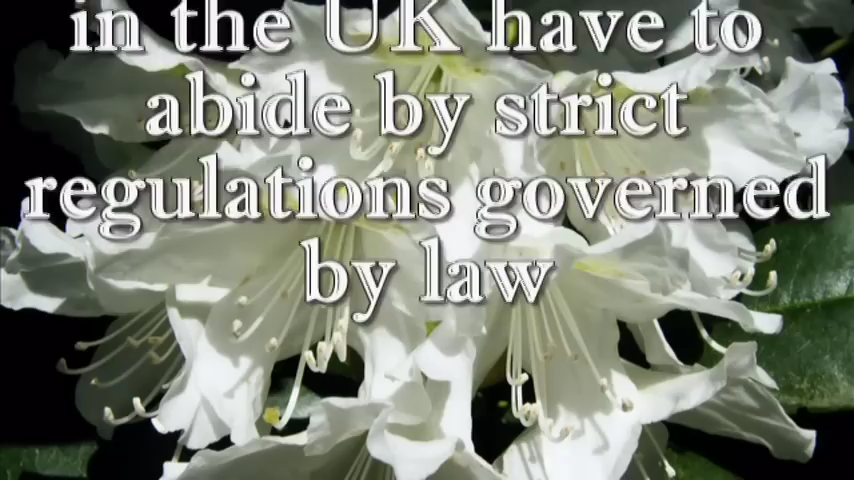 in the UK have to
abide by strict
regulations governed
by law